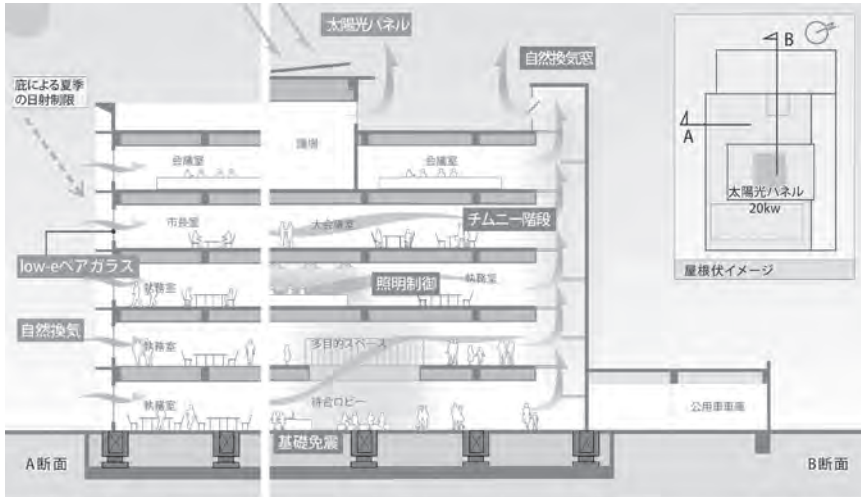 太陽光パネル
自然換気窓
庇による夏季
の日射制限
議場
会議室
会議室
市長室
大会議室
チムニー階段
low-eペアガラス
執務室
照明制御
執務室
自然換気
執務室
多目的スペース
執務室
待合ロビー
公用車車庫
基礎免震
A断面
B断面
B
A
太陽光パネル
20kw
屋根伏イメージ